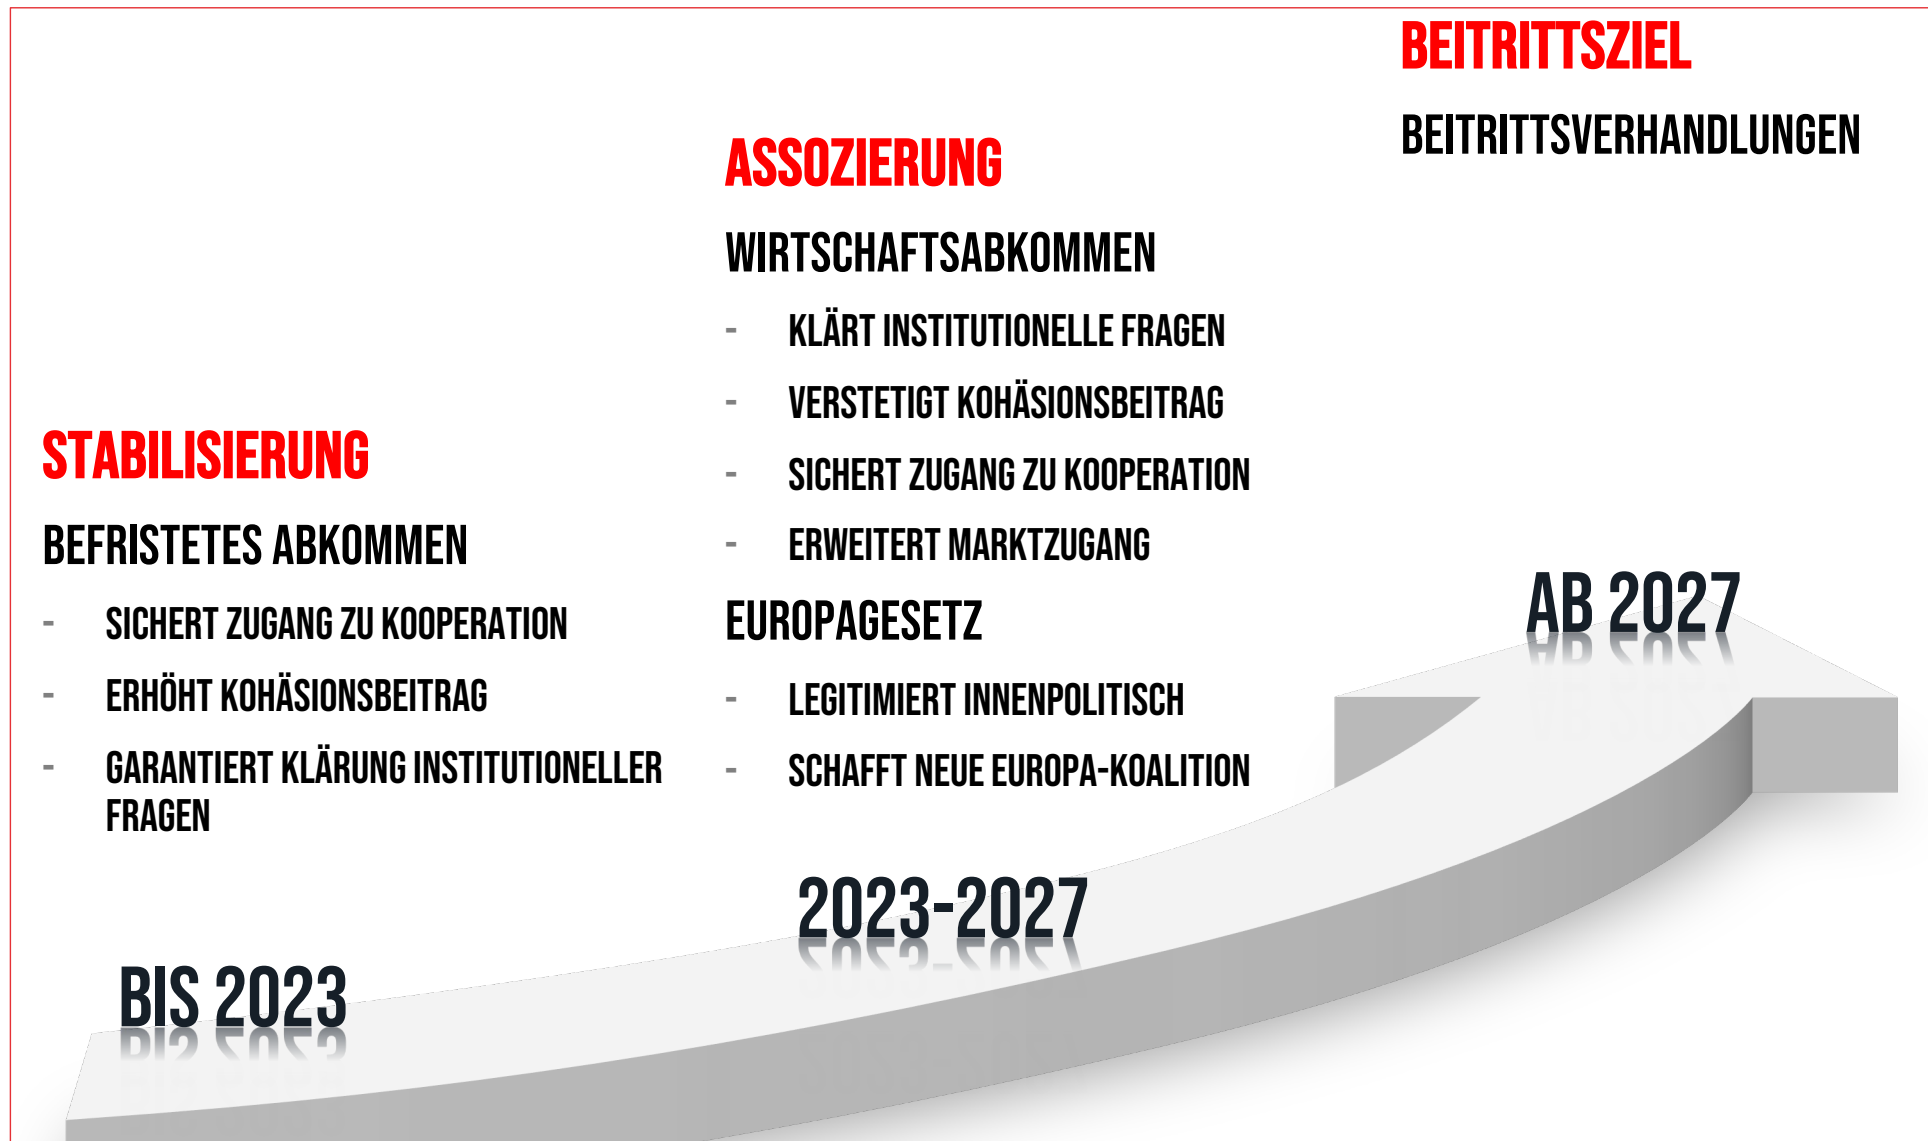 STABILISIERUNG
BEFRISTETES ABKOMMEN
- SICHERT ZUGANG ZU KOOPERATION
- ERHÖHT KOHÄSIONSBEITRAG
- GARANTIERT KLÄRUNG INSTITUTIONELLER
FRAGEN
BIS 2023
ASSOZIERUNG
WIRTSCHAFTSABKOMMEN
- KLÄRT INSTITUTIONELLE FRAGEN
- VERSTETIGT KOHÄSIONSBEITRAG
- SICHERT ZUGANG ZU KOOPERATION
- ERWEITERT MARKTZUGANG
EUROPAGESETZ
- LEGITIMIERT INNENPOLITISCH
- SCHAFFT NEUE EUROPA-KOALITION
2023-2027
BEITRITTSZIEL
BEITRITTSVERHANDLUNGEN
AB 2027